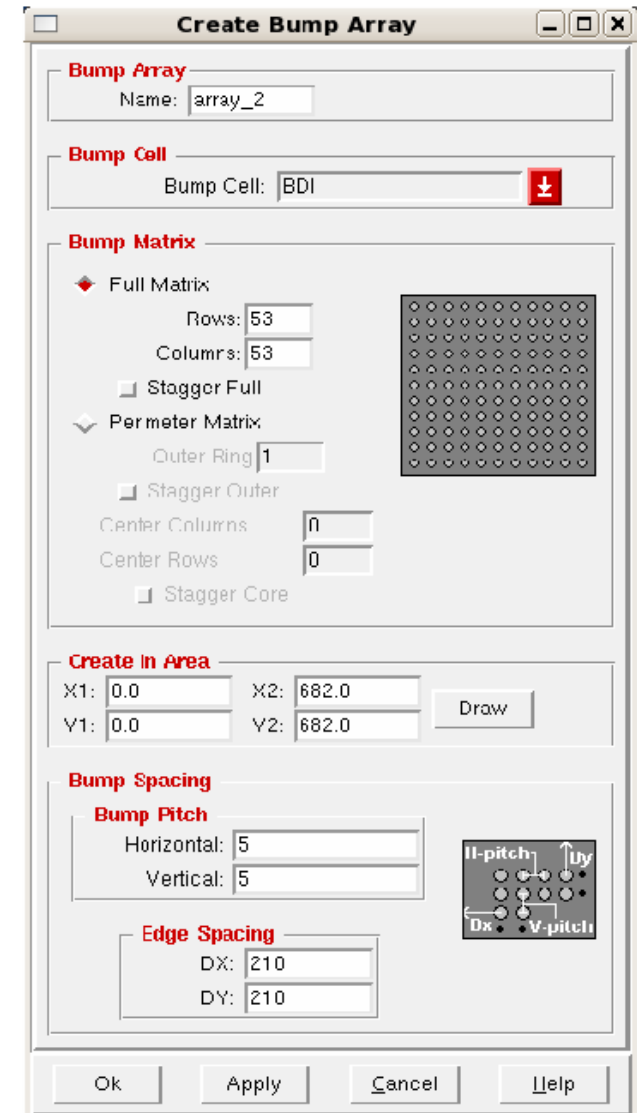 Create Bump Array
Bump Array
Name: array_2
Bump Cell
Bump Cell: BDI
Bump Matrix
Full Matrix
Rows: 53
Columns: 53
Stagger Full
Permeter Matrix
Outer Ring 1
Stagger Outer
Center Columns 0
Center Rows 0
Stagger Core
Create In Area
X1: 0.0 X2: 682.0
Y1: 0.0 Y2: 682.0
Draw
Bump Spacing
Bump Pitch
Horizontal: 5
Vertical: 5
H-pitch Uy
Dx V-pitch
Edge Spacing
DX: 210
DY: 210
Ok Apply Cancel Help